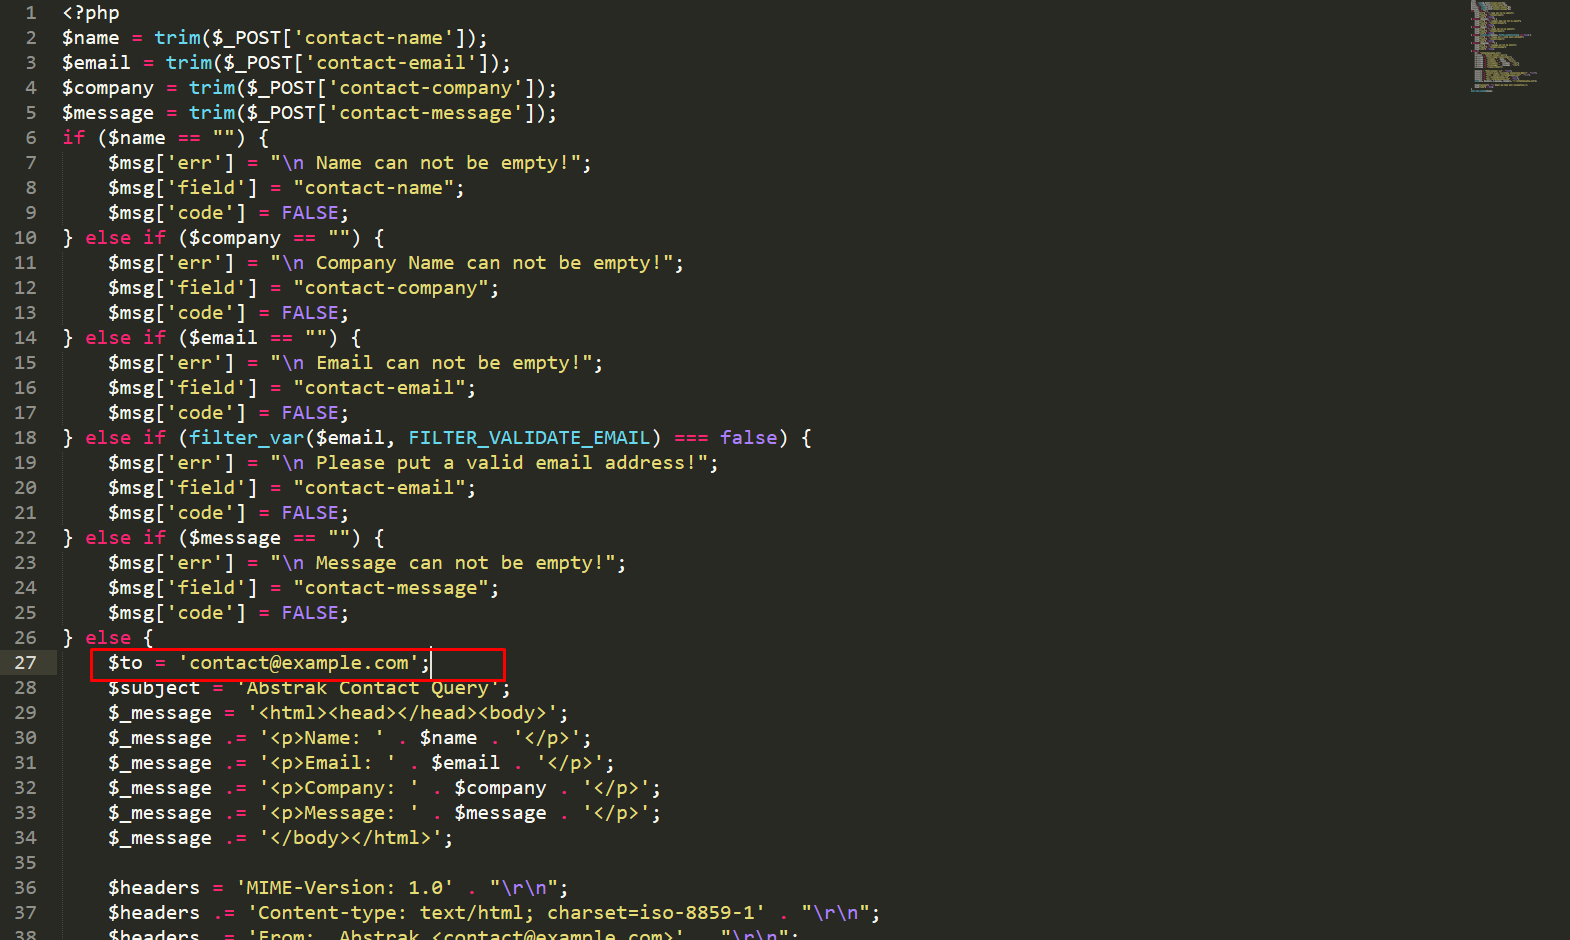 1 <?php
2 $name = trim($_POST['contact-name']);
3 $email = trim($_POST['contact-email']);
4 $company = trim($_POST['contact-company']);
5 $message = trim($_POST['contact-message']);
6 if ($name == "") {
7 $msg['err'] = "\n Name can not be empty!";
8 $msg['field'] = "contact-name";
9 $msg['code'] = FALSE;
10 } else if ($company == "") {
11 $msg['err'] = "\n Company Name can not be empty!";
12 $msg['field'] = "contact-company";
13 $msg['code'] = FALSE;
14 } else if ($email == "") {
15 $msg['err'] = "\n Email can not be empty!";
16 $msg['field'] = "contact-email";
17 $msg['code'] = FALSE;
18 } else if (filter_var($email, FILTER_VALIDATE_EMAIL) === false) {
19 $msg['err'] = "\n Please put a valid email address!";
20 $msg['field'] = "contact-email";
21 $msg['code'] = FALSE;
22 } else if ($message == "") {
23 $msg['err'] = "\n Message can not be empty!";
24 $msg['field'] = "contact-message";
25 $msg['code'] = FALSE;
26 } else {
27 $to = 'contact@example.com';
28 $subject = 'Abstrak Contact Query';
29 $_message = '<html><head></head><body>';
30 $_message .= '<p>Name: ' . $name . '</p>';
31 $_message .= '<p>Email: ' . $email . '</p>';
32 $_message .= '<p>Company: ' . $company . '</p>';
33 $_message .= '<p>Message: ' . $message . '</p>';
34 $_message .= '</body></html>';
35
36 $headers = 'MIME-Version: 1.0' . "\r\n";
37 $headers .= 'Content-type: text/html; charset=iso-8859-1' . "\r\n";
38 $headers .= 'From:  Abstrak <contact@example.com>' . "\r\n";